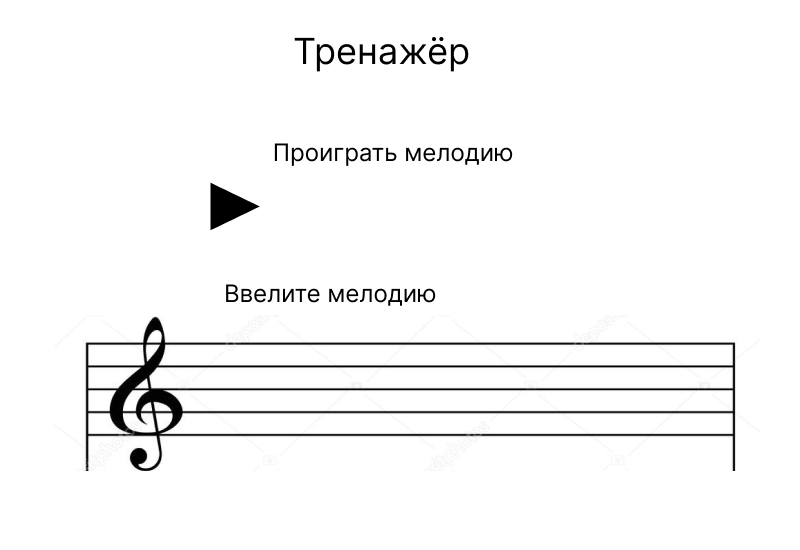 Тренажёр
Проиграть мелодию
Ввелите мелодию